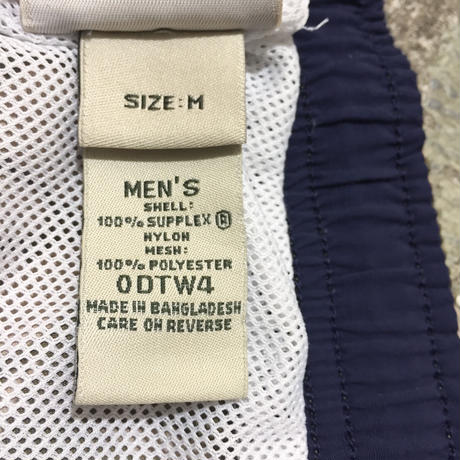 SIZE: M
MEN'S
SHELL:
100% SUPPLEX ®
NYLON
MESH:
100% POLYESTER
0DTW4
MADE IN BANGLADESH
CARE ON REVERSE